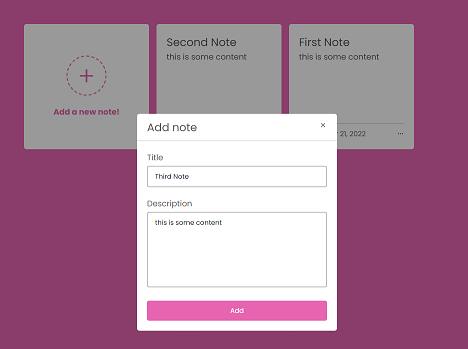 Second Note
this is some content
First Note
this is some content
Add a new note!
21, 2022
Add note
Title
Third Note
Description
this is some content
Add